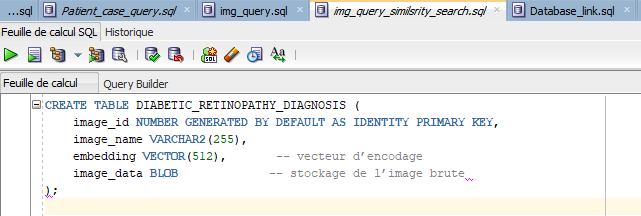 ...sql Patient_case_query.sql img_query.sql img_query_similsrity_search.sql Database_link.sql
Feuille de calcul SQL Historique
Feuille de calcul Query Builder
CREATE TABLE DIABETIC_RETINOPATHY_DIAGNOSIS (
    image_id NUMBER GENERATED BY DEFAULT AS IDENTITY PRIMARY KEY,
    image_name VARCHAR2(255),
    embedding VECTOR(512),       -- vecteur d’encodage
    image_data BLOB              -- stockage de l’image brute
);